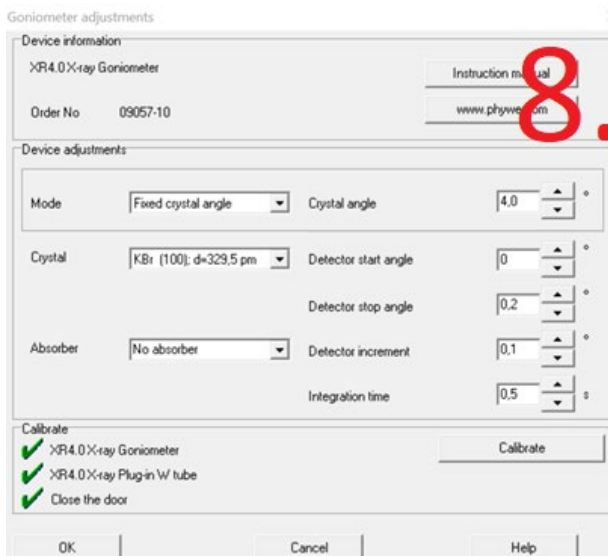 Goniometer adjustments
Device information
XR4.0 X-ray Goniometer
Instruction manual
Order No 09057-10
8.
Device adjustments
Mode Fixed crystal angle Crystal angle 4,0 °
Crystal KBr (100); d=329,5 pm Detector start angle 0 °
Detector stop angle 0,2 °
Absorber No absorber Detector increment 0,1 °
Integration time 0,5 s
Calibrate
XR4.0 X-ray Goniometer Calibrate
XR4.0 X-ray Plug-in W tube
Close the door
OK Cancel Help